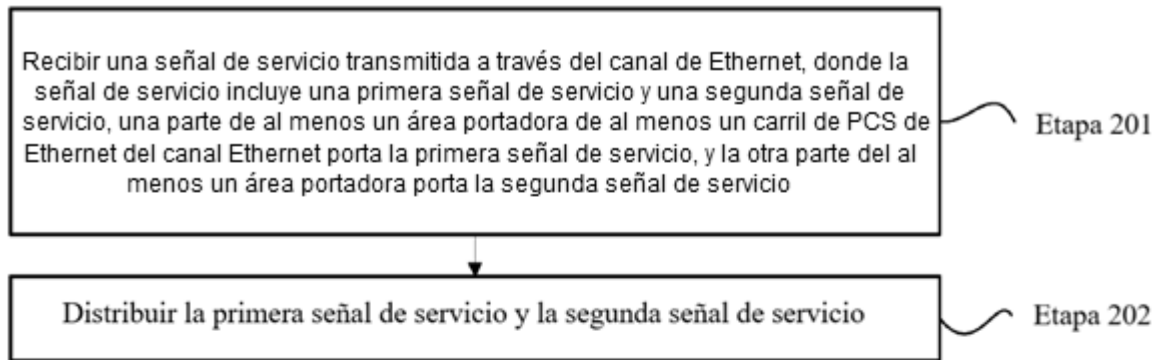 Recibir una señal de servicio transmitida a través del canal de Ethernet, donde la
señal de servicio incluye una primera señal de servicio y una segunda señal de
servicio, una parte de al menos un área portadora de al menos un carril de PCS de
Ethernet del canal Ethernet porta la primera señal de servicio, y la otra parte del al
menos un área portadora porta la segunda señal de servicio
Etapa 201
Distribuir la primera señal de servicio y la segunda señal de servicio
Etapa 202